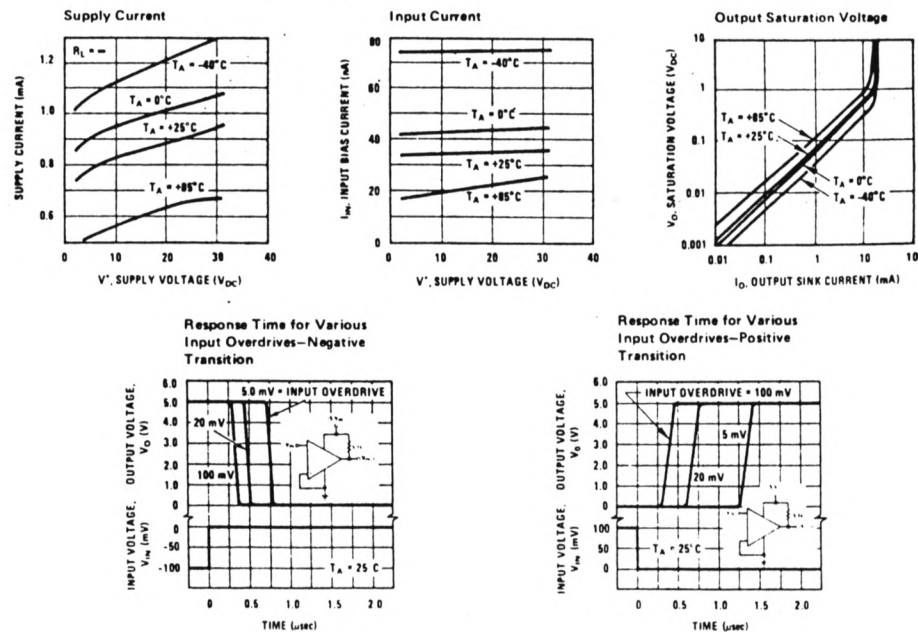 Supply Current
1.2
1.0
0.8
0.6
SUPPLY CURRENT (mA)
R_L = ∞
T_A = -40°C
T_A = 0°C
T_A = +25°C
T_A = +85°C
0 10 20 30 40
V⁺, SUPPLY VOLTAGE (V_DC)
Input Current
80
60
40
20
0
I_IN, INPUT BIAS CURRENT (nA)
T_A = -40°C
T_A = 0°C
T_A = +25°C
T_A = +85°C
0 10 20 30 40
V⁺, SUPPLY VOLTAGE (V_DC)
Output Saturation Voltage
10
1
0.1
0.01
0.001
V_O, SATURATION VOLTAGE (V_DC)
T_A = +85°C
T_A = +25°C
T_A = 0°C
T_A = -40°C
0.01 0.1 1 10 100
I_O, OUTPUT SINK CURRENT (mA)
Response Time for Various
Input Overdrives—Negative
Transition
6.0
5.0
4.0
3.0
2.0
1.0
0
OUTPUT VOLTAGE,
V_O (V)
5.0 mV = INPUT OVERDRIVE
20 mV
100 mV
0
-50
-100
INPUT VOLTAGE,
V_IN (mV)
T_A = 25 C
0 0.5 1.0 1.5 2.0
TIME (μsec)
Response Time for Various
Input Overdrives—Positive
Transition
6.0
5.0
4.0
3.0
2.0
1.0
0
OUTPUT VOLTAGE,
V_O (V)
INPUT OVERDRIVE = 100 mV
5 mV
20 mV
100
50
0
INPUT VOLTAGE,
V_IN (mV)
T_A = 25°C
0 0.5 1.0 1.5 2.0
TIME (μsec)